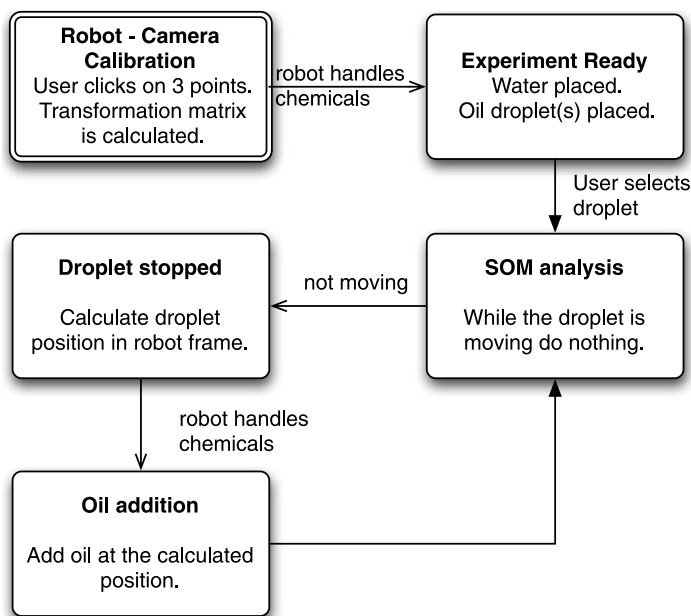 Robot - Camera
Calibration
User clicks on 3 points.
Transformation matrix
is calculated.
robot handles
chemicals
Experiment Ready
Water placed.
Oil droplet(s) placed.
User selects
droplet
SOM analysis
While the droplet is
moving do nothing.
not moving
Droplet stopped
Calculate droplet
position in robot frame.
robot handles
chemicals
Oil addition
Add oil at the calculated
position.